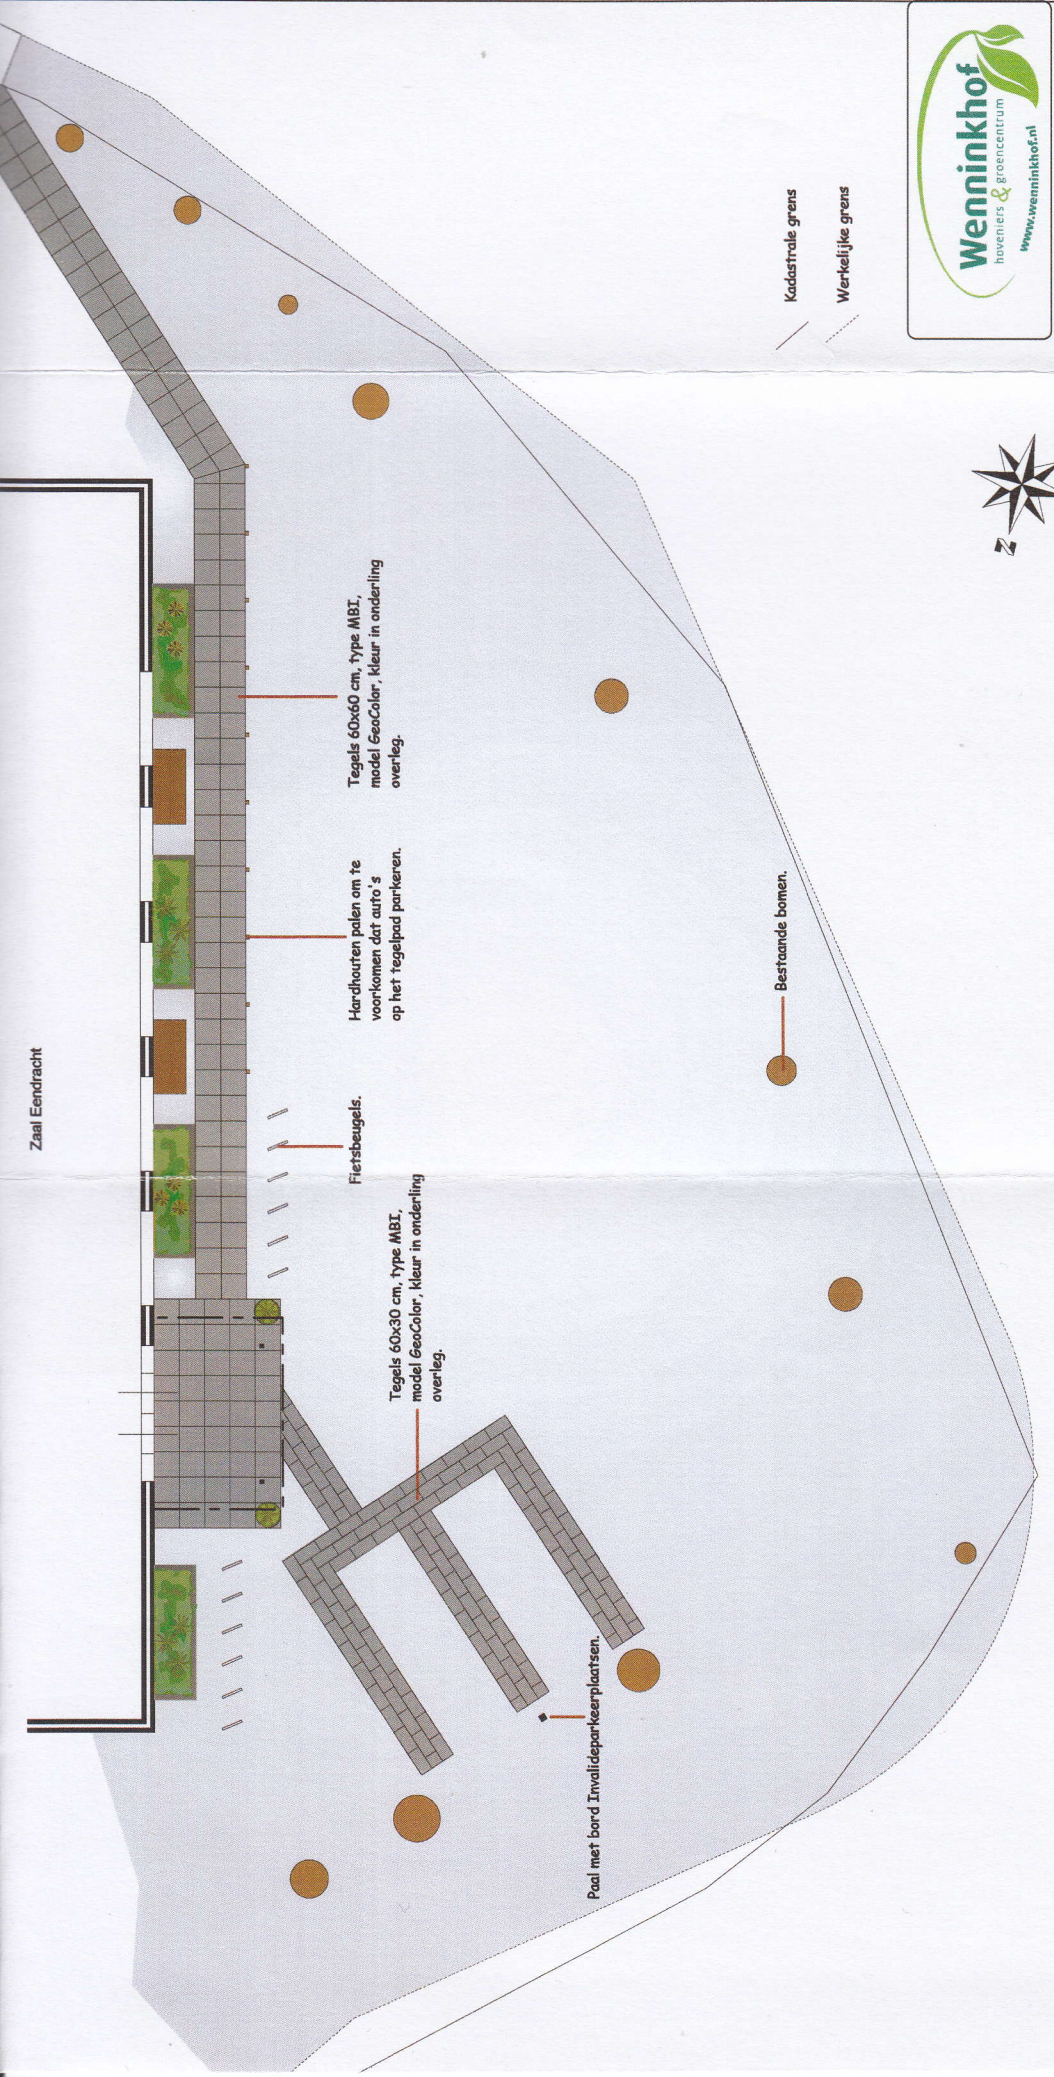 Zaal Eendracht
Tegels 60x30 cm, type MBI,
model GeoColor, kleur in onderling
overleg.
Fietsbeugels.
Hardhouten palen om te
voorkomen dat auto's
op het tegelpad parkeren.
Tegels 60x60 cm, type MBI,
model GeoColor, kleur in onderling
overleg.
Paal met bord Invalideparkeerplaatsen.
Bestaande bomen.
Kadastrale grens
Werkelijke grens
N
Wenninkhof
hoveniers & groencentrum
www.wenninkhof.nl